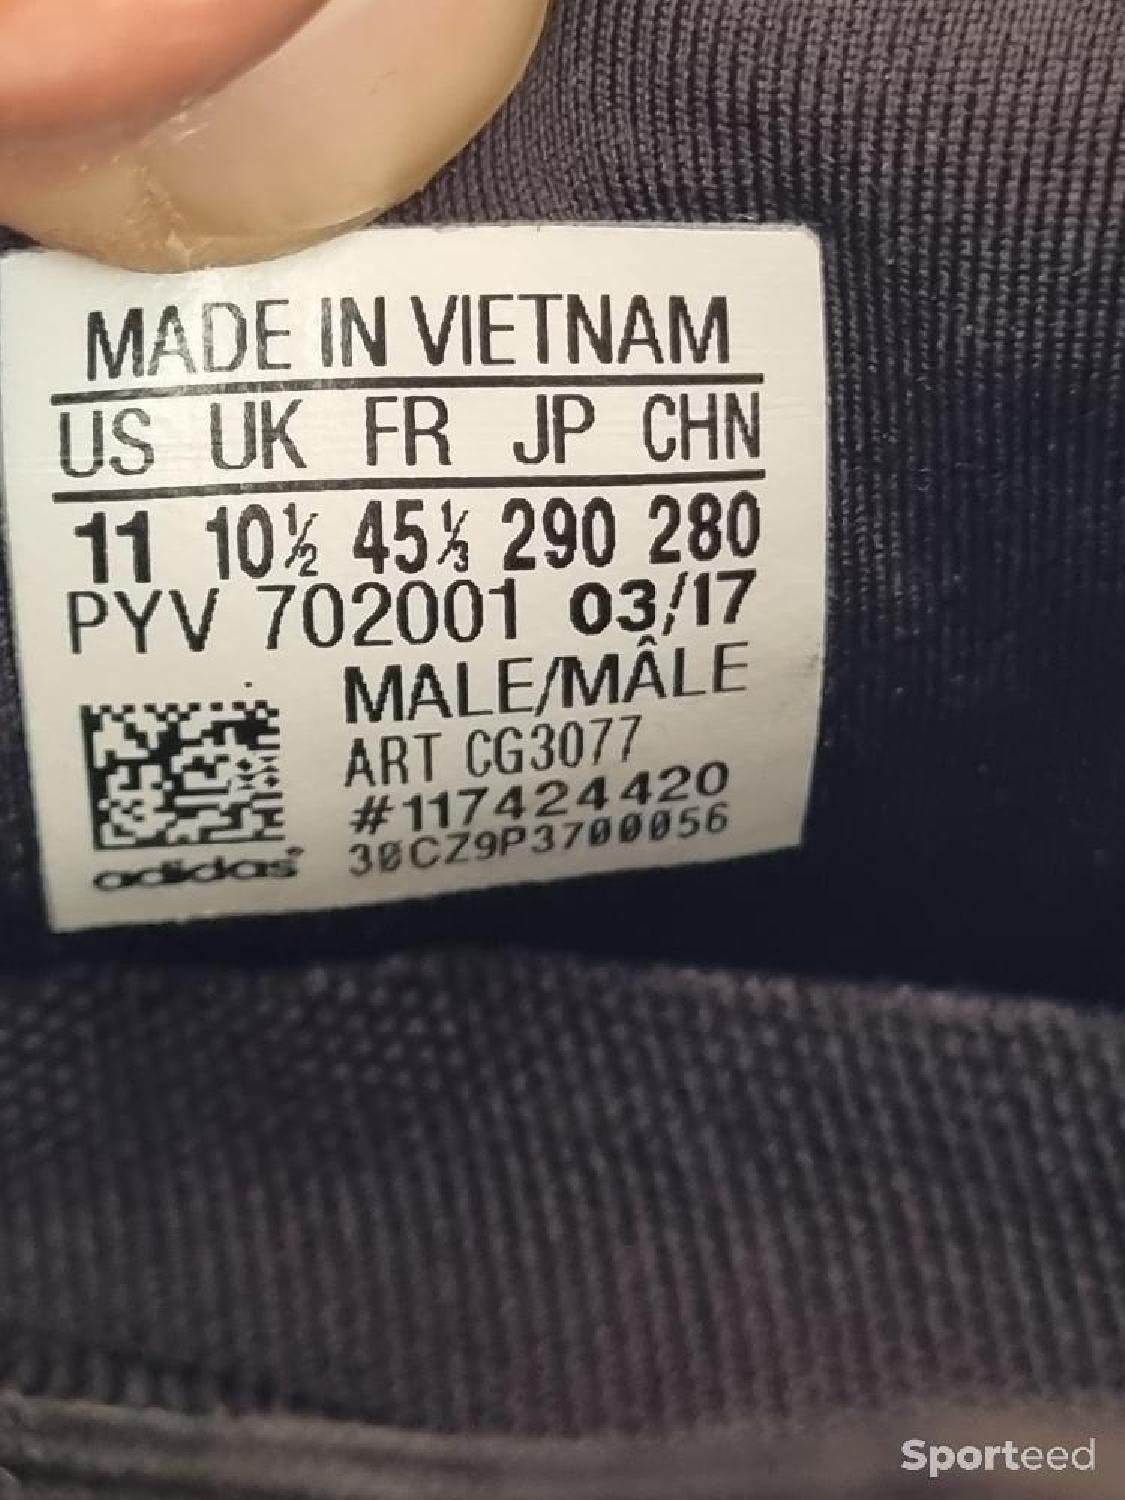 MADE IN VIETNAM
US UK FR JP CHN
11 10½ 45⅓ 290 280
PYV 702001 03/17
MALE/MÂLE
ART CG3077
#117424420
30CZ9P3700056
adidas
Sporteed